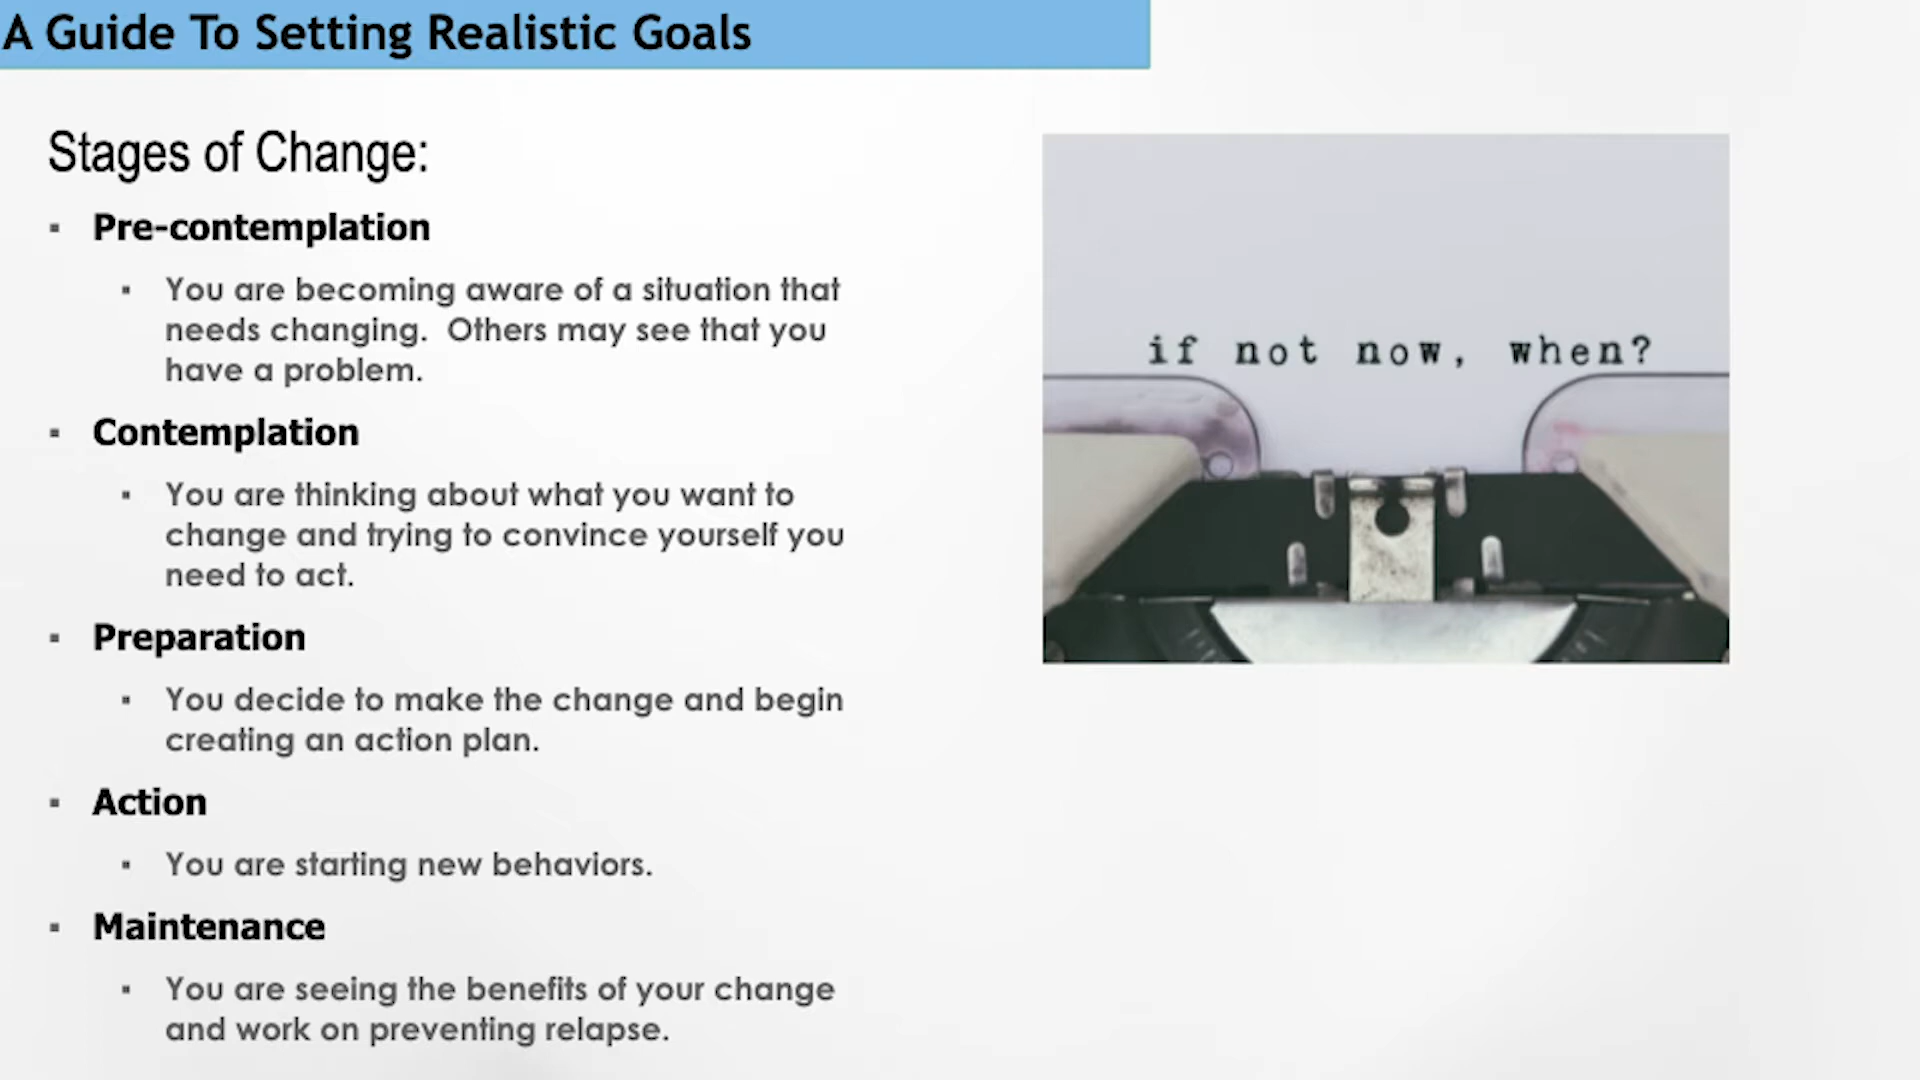 A Guide To Setting Realistic Goals
Stages of Change:
▪ Pre-contemplation
▪ You are becoming aware of a situation that
needs changing.  Others may see that you
have a problem.
▪ Contemplation
▪ You are thinking about what you want to
change and trying to convince yourself you
need to act.
▪ Preparation
▪ You decide to make the change and begin
creating an action plan.
▪ Action
▪ You are starting new behaviors.
▪ Maintenance
▪ You are seeing the benefits of your change
and work on preventing relapse.
if not now, when?